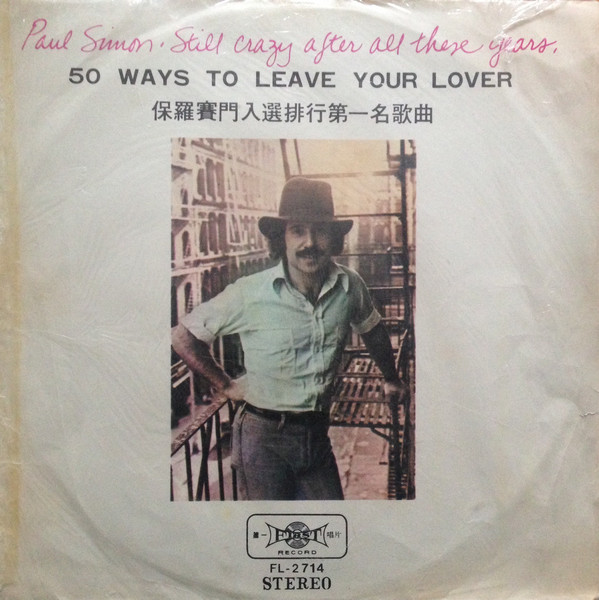 Paul Simon · Still crazy after all these years.
50 WAYS TO LEAVE YOUR LOVER
保羅賽門入選排行第一名歌曲
第一 FIRST 唱片
RECORD
FL-2714
STEREO